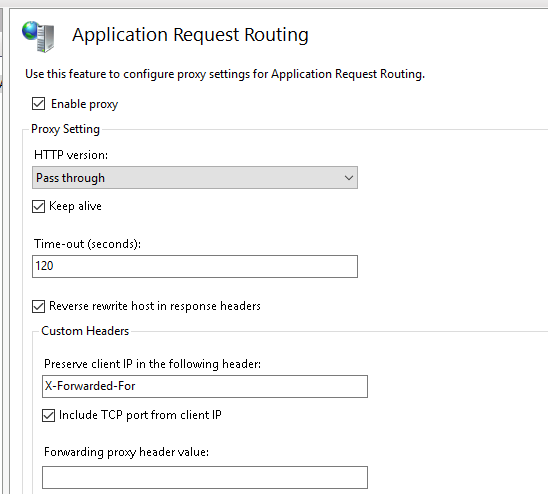 Application Request Routing
Use this feature to configure proxy settings for Application Request Routing.
Enable proxy
Proxy Setting
HTTP version:
Pass through
Keep alive
Time-out (seconds):
120
Reverse rewrite host in response headers
Custom Headers
Preserve client IP in the following header:
X-Forwarded-For
Include TCP port from client IP
Forwarding proxy header value: